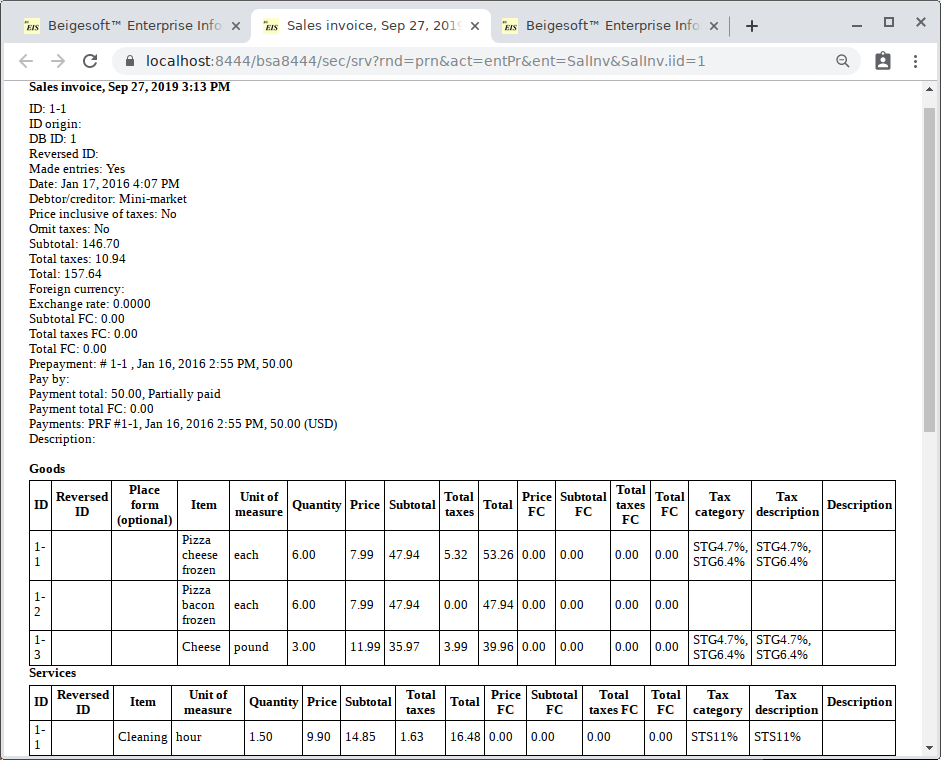 EIS Beigesoft™ Enterprise Info
EIS Sales invoice, Sep 27, 2019
EIS Beigesoft™ Enterprise Info
localhost:8444/bsa8444/sec/srv?rnd=prn&act=entPr&ent=SalInv&SalInv.iid=1
Sales invoice, Sep 27, 2019 3:13 PM
ID: 1-1
ID origin:
DB ID: 1
Reversed ID:
Made entries: Yes
Date: Jan 17, 2016 4:07 PM
Debtor/creditor: Mini-market
Price inclusive of taxes: No
Omit taxes: No
Subtotal: 146.70
Total taxes: 10.94
Total: 157.64
Foreign currency:
Exchange rate: 0.0000
Subtotal FC: 0.00
Total taxes FC: 0.00
Total FC: 0.00
Prepayment: # 1-1 , Jan 16, 2016 2:55 PM, 50.00
Pay by:
Payment total: 50.00, Partially paid
Payment total FC: 0.00
Payments: PRF #1-1, Jan 16, 2016 2:55 PM, 50.00 (USD)
Description:
Goods
ID Reversed ID Place form (optional) Item Unit of measure Quantity Price Subtotal Total taxes Total Price FC Subtotal FC Total taxes FC Total FC Tax category Tax description Description
1-1 Pizza cheese frozen each 6.00 7.99 47.94 5.32 53.26 0.00 0.00 0.00 0.00 STG4.7%, STG6.4% STG4.7%, STG6.4%
1-2 Pizza bacon frozen each 6.00 7.99 47.94 0.00 47.94 0.00 0.00 0.00 0.00
1-3 Cheese pound 3.00 11.99 35.97 3.99 39.96 0.00 0.00 0.00 0.00 STG4.7%, STG6.4% STG4.7%, STG6.4%
Services
ID Reversed ID Item Unit of measure Quantity Price Subtotal Total taxes Total Price FC Subtotal FC Total taxes FC Total FC Tax category Tax description Description
1-1 Cleaning hour 1.50 9.90 14.85 1.63 16.48 0.00 0.00 0.00 0.00 STS11% STS11%